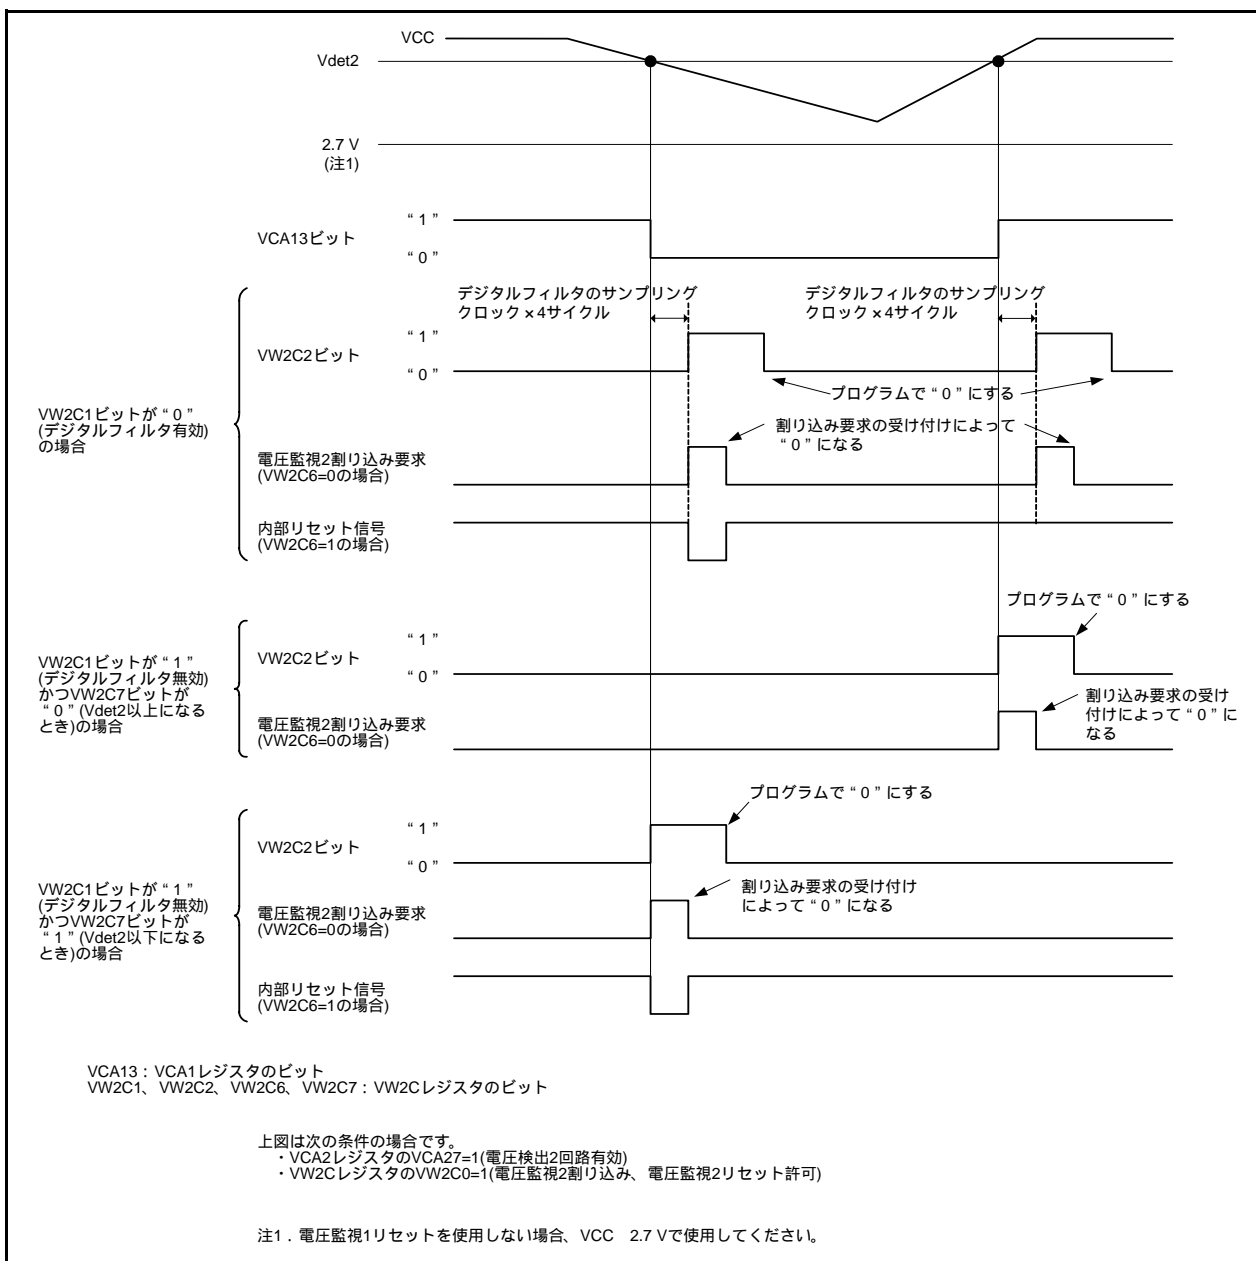 VCC
Vdet2
2.7 V
(注1)
VCA13ビット
“ 1 ”
“ 0 ”
VW2C1ビットが “ 0 ”
(デジタルフィルタ有効)
の場合
デジタルフィルタのサンプリング
クロック×4サイクル
デジタルフィルタのサンプリング
クロック×4サイクル
VW2C2ビット
“ 1 ”
“ 0 ”
プログラムで “ 0 ” にする
割り込み要求の受け付けによって
“ 0 ” になる
電圧監視2割り込み要求
(VW2C6=0の場合)
内部リセット信号
(VW2C6=1の場合)
VW2C1ビットが “ 1 ”
(デジタルフィルタ無効)
かつVW2C7ビットが
“ 0 ” (Vdet2以上になる
とき)の場合
プログラムで “ 0 ” にする
VW2C2ビット
“ 1 ”
“ 0 ”
割り込み要求の受け
付けによって “ 0 ” に
なる
電圧監視2割り込み要求
(VW2C6=0の場合)
VW2C1ビットが “ 1 ”
(デジタルフィルタ無効)
かつVW2C7ビットが
“ 1 ” (Vdet2以下になる
とき)の場合
プログラムで “ 0 ” にする
VW2C2ビット
“ 1 ”
“ 0 ”
割り込み要求の受け付け
によって “ 0 ” になる
電圧監視2割り込み要求
(VW2C6=0の場合)
内部リセット信号
(VW2C6=1の場合)
VCA13：VCA1レジスタのビット
VW2C1、VW2C2、VW2C6、VW2C7：VW2Cレジスタのビット
上図は次の条件の場合です。
・VCA2レジスタのVCA27=1(電圧検出2回路有効)
・VW2CレジスタのVW2C0=1(電圧監視2割り込み、電圧監視2リセット許可)
注1．電圧監視1リセットを使用しない場合、VCC　2.7 Vで使用してください。